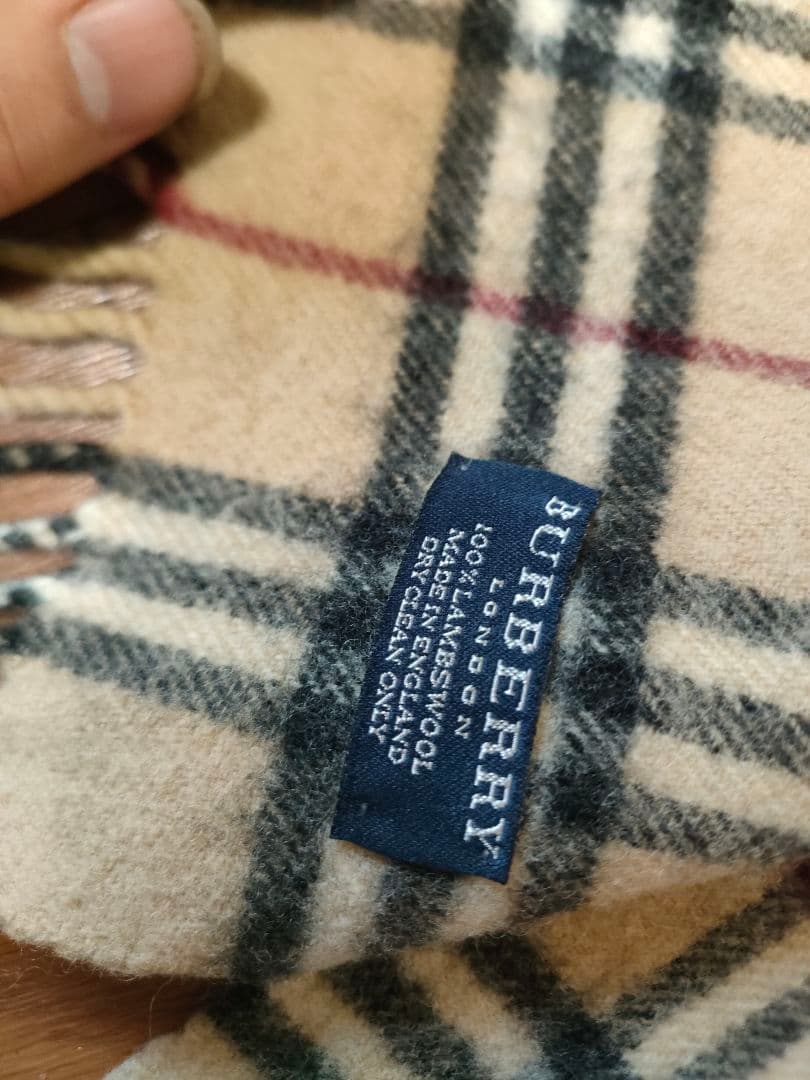 BURBERRY
LONDON
100% LAMBSWOOL
MADE IN ENGLAND
DRY CLEAN ONLY